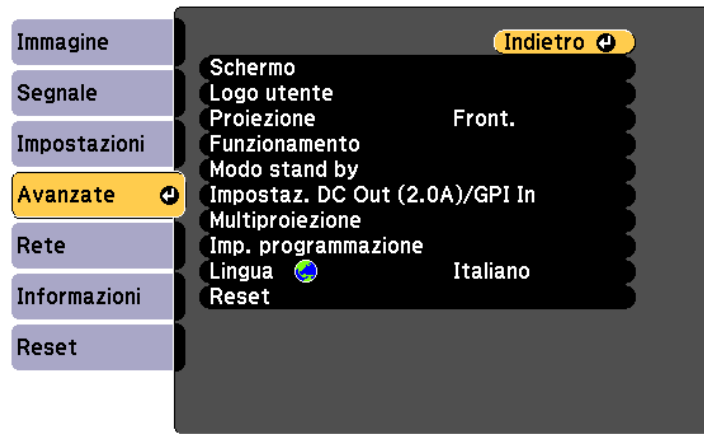 Immagine
Segnale
Impostazioni
Avanzate
Rete
Informazioni
Reset
Indietro
Schermo
Logo utente
Proiezione Front.
Funzionamento
Modo stand by
Impostaz. DC Out (2.0A)/GPI In
Multiproiezione
Imp. programmazione
Lingua Italiano
Reset